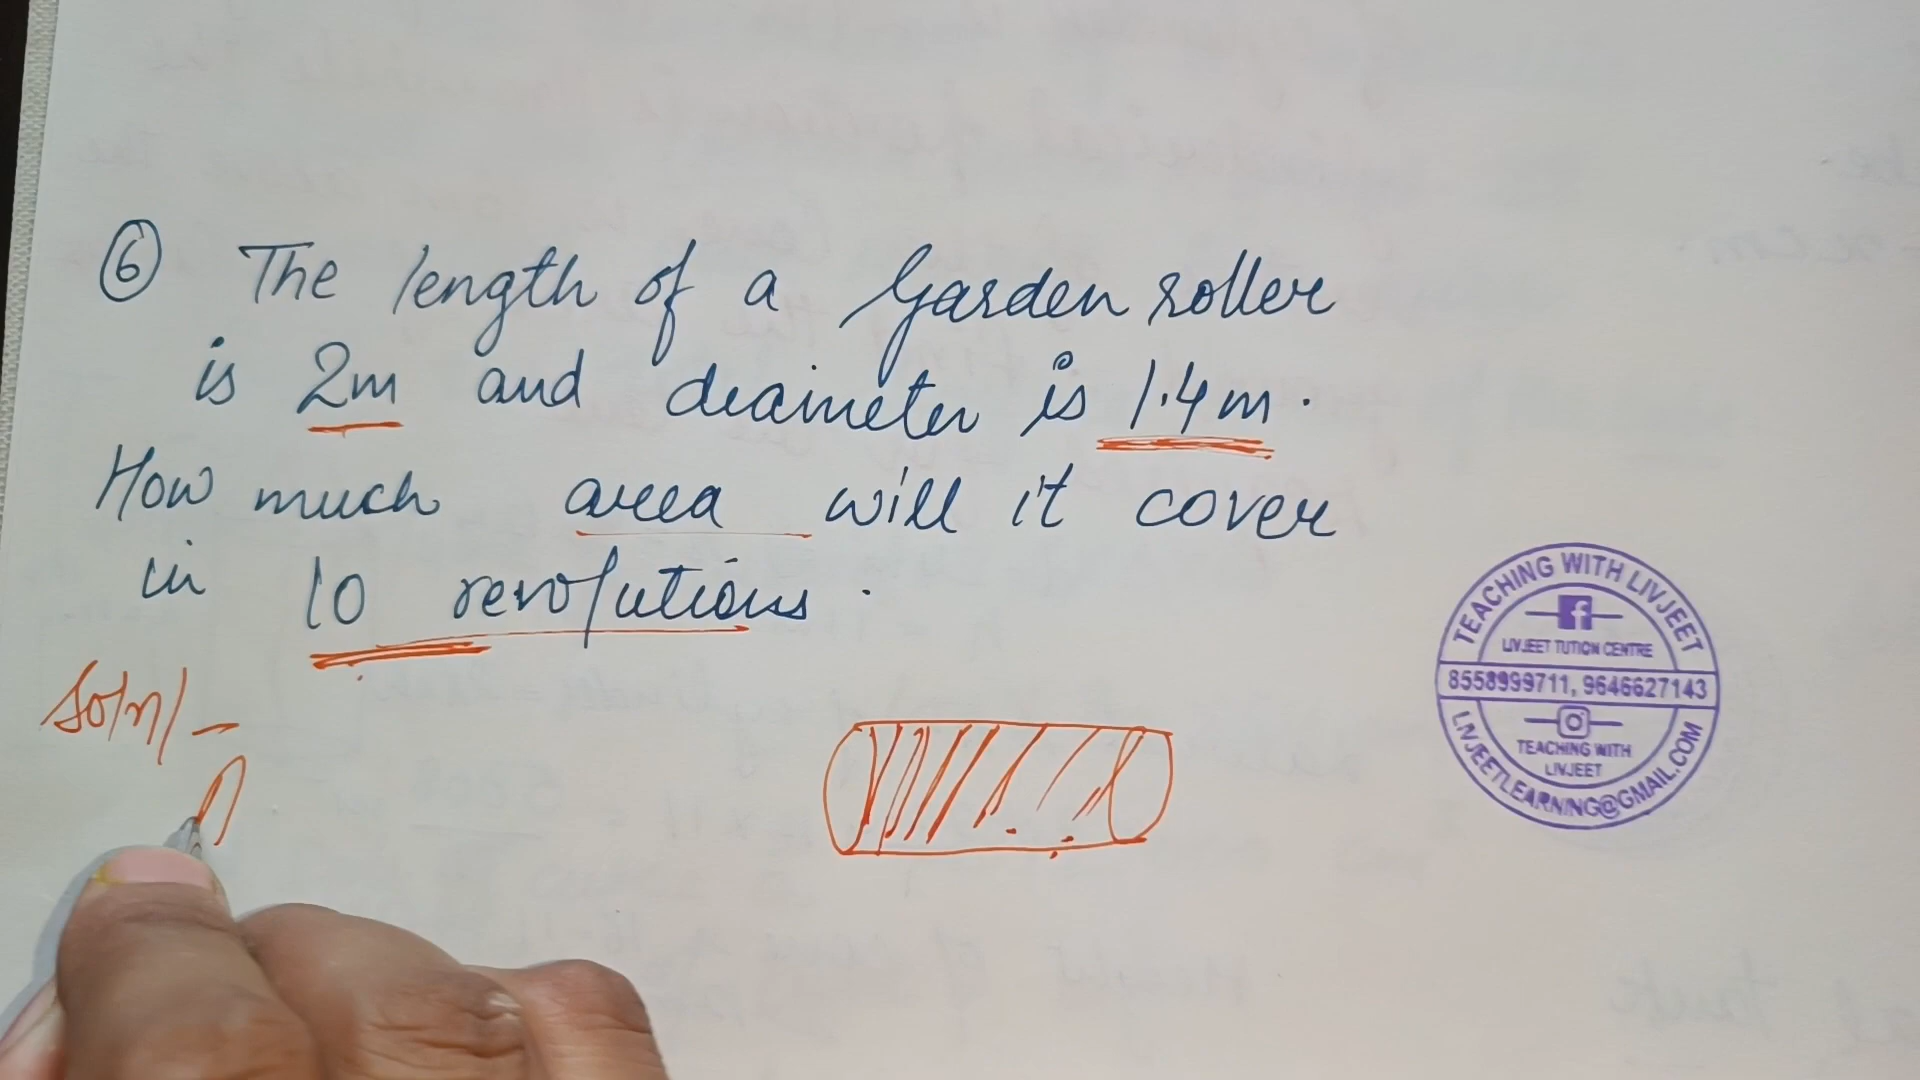 6 The length of a Garden roller
is 2m and diameter is 1.4m.
How much area will it cover
in 10 revolutions.
Soln/-
TEACHING WITH LIVJEET
LIVJEET TUTION CENTRE
8558999711, 9646627143
TEACHING WITH
LIVJEET
LIVJEETLEARNING@GMAIL.COM